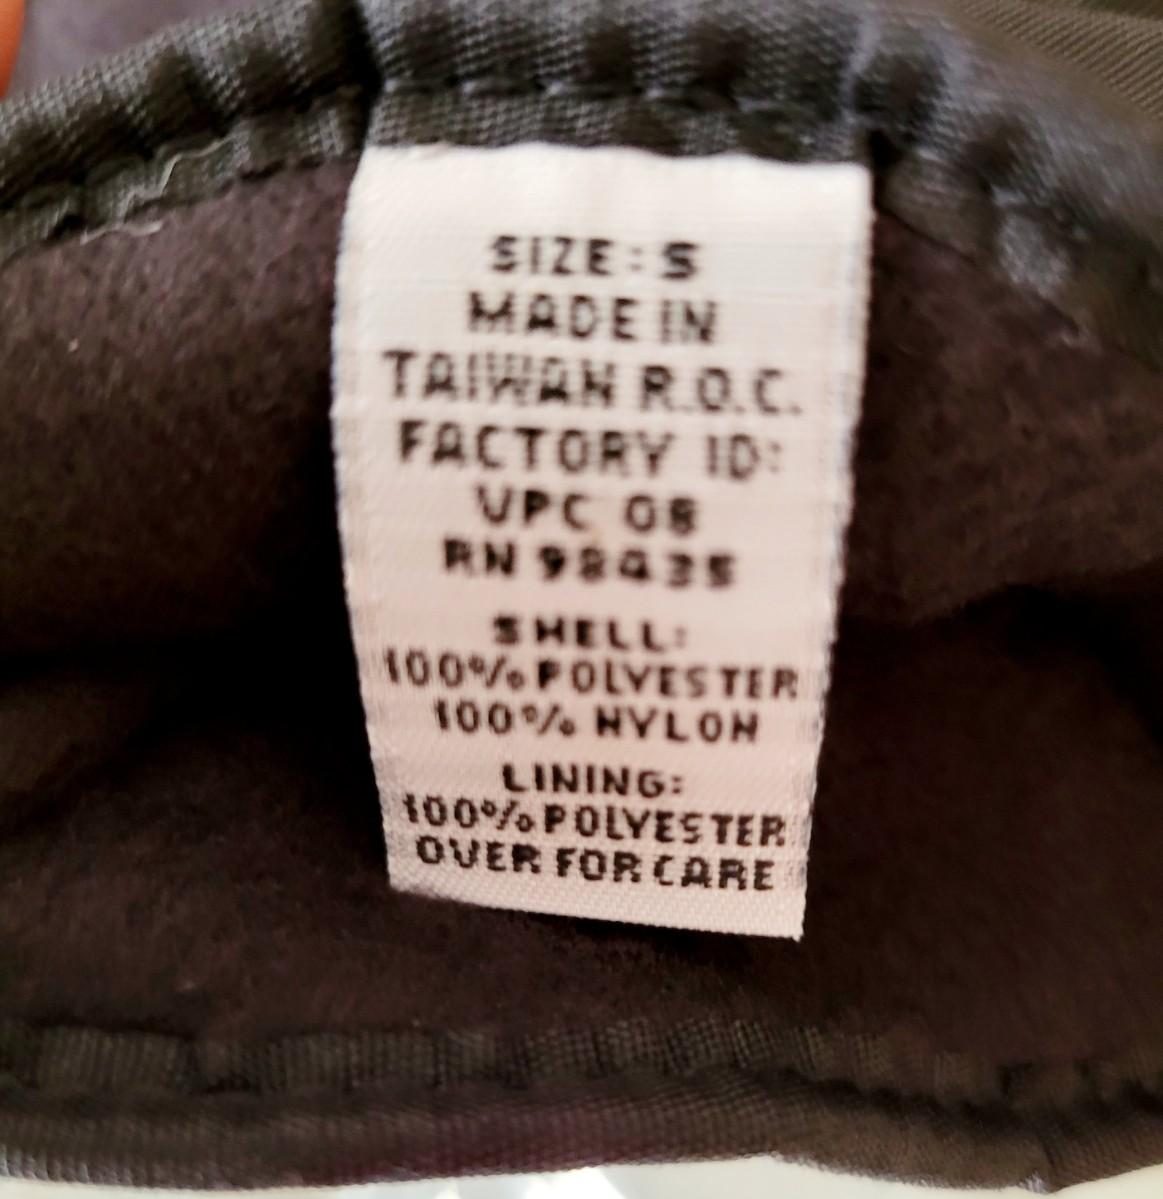 SIZE: S
MADE IN
TAIWAN R.O.C.
FACTORY ID:
VPC 08
RN 98435
SHELL:
100% POLYESTER
100% NYLON
LINING:
100% POLYESTER
OVER FOR CARE